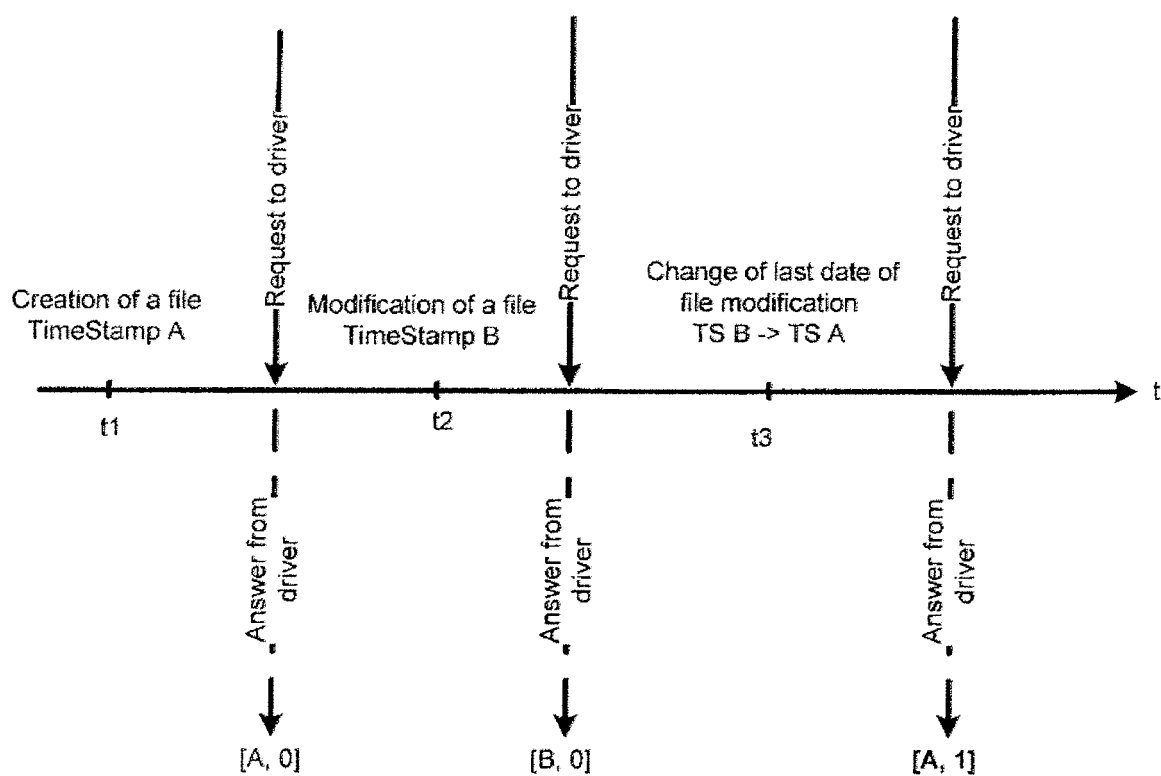 Request to driver
Request to driver
Request to driver
Creation of a file
TimeStamp A
Modification of a file
TimeStamp B
Change of last date of
file modification
TS B -> TS A
t
t1
t2
t3
Answer from
driver
Answer from
driver
Answer from
driver
[A, 0]
[B, 0]
[A, 1]